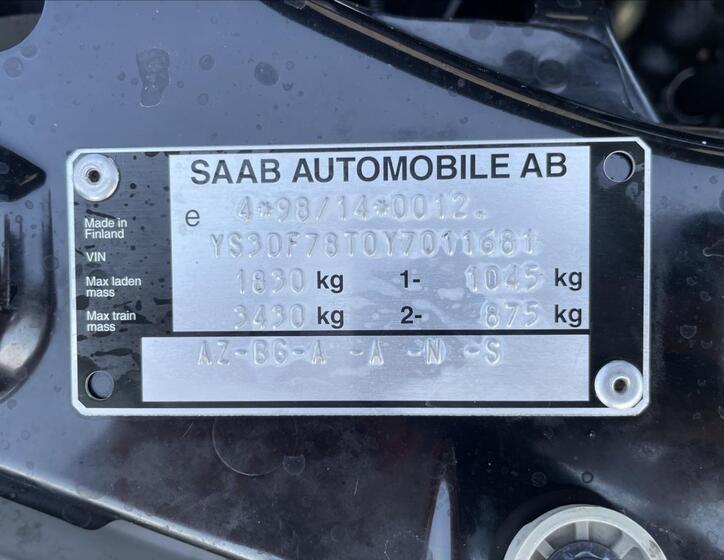 SAAB AUTOMOBILE AB
e 4*98/14*0012.
Made in Finland
VIN YS3DF78T0Y7011681
Max laden mass 1830 kg 1- 1045 kg
Max train mass 3430 kg 2- 875 kg
AZ-BG-A -A -N -S